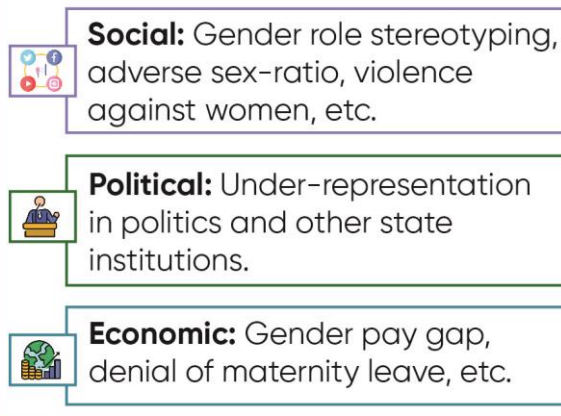 Social: Gender role stereotyping,
adverse sex-ratio, violence
against women, etc.
Political: Under-representation
in politics and other state
institutions.
Economic: Gender pay gap,
denial of maternity leave, etc.